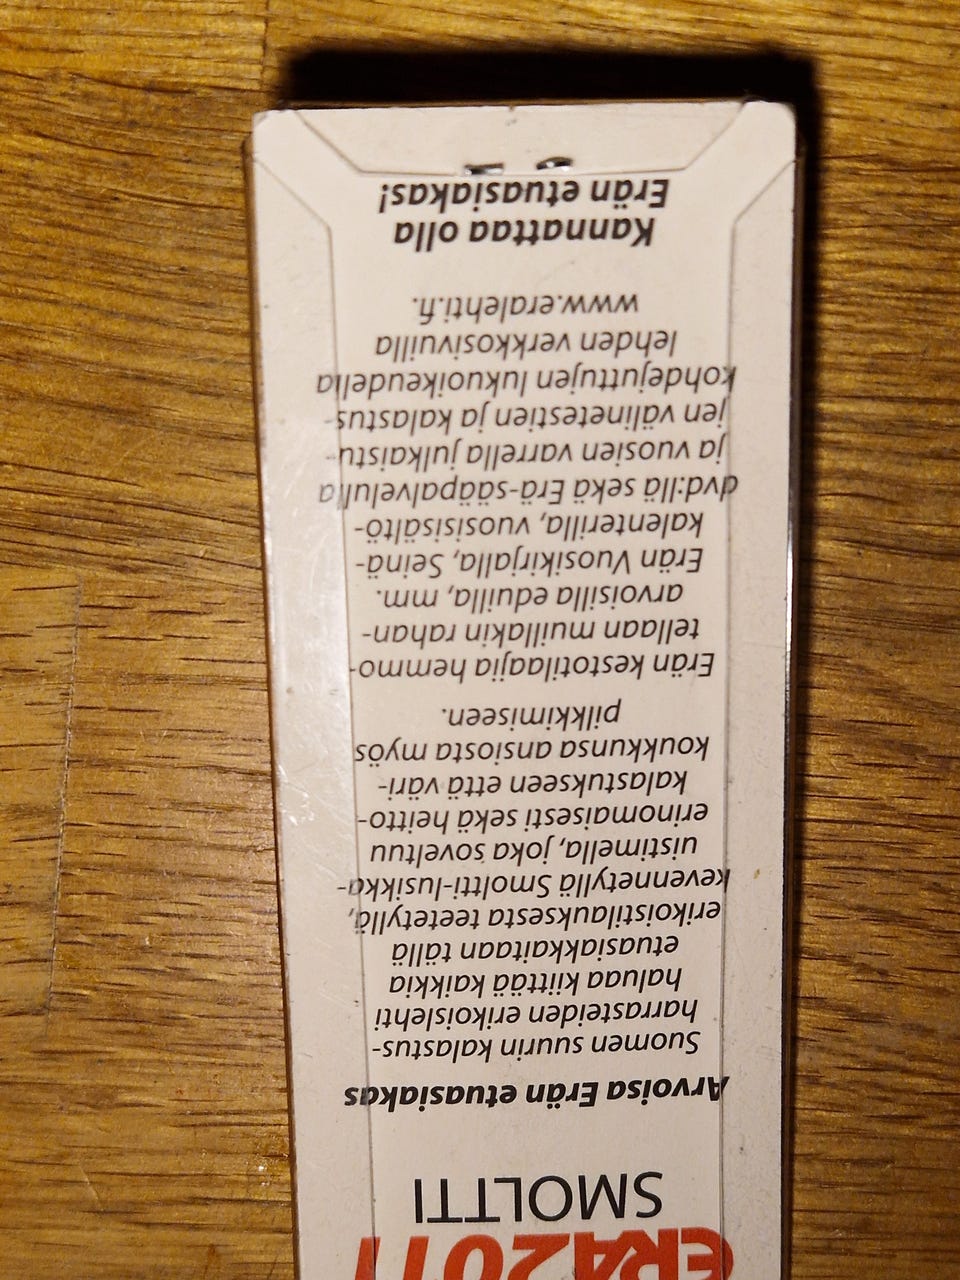 ERÄ2011
SMOLTTI
Arvoisa Erän etuasiakas
Suomen suurin kalastus-
harrasteiden erikoislehti
haluaa kiittää kaikkia
etuasiakkaitaan tällä
erikoistilauksesta teetetyllä,
kevennetyllä Smoltti-lusikka-
uistimella, joka soveltuu
erinomaisesti sekä heitto-
kalastukseen että väri-
koukkunsa ansiosta myös
pilkkimiseen.
Erän kestotilaajia hemmo-
tellaan muillakin rahan-
arvoisilla eduilla, mm.
Erän Vuosikirjalla, Seinä-
kalenterilla, vuosisisältö-
dvd:llä sekä Erä-sääpalvelulla
ja vuosien varrella julkaistu-
jen välinetestien ja kalastus-
kohdejuttujen lukuoikeudella
lehden verkkosivuilla
www.eralehti.fi.
Kannattaa olla
Erän etuasiakas!